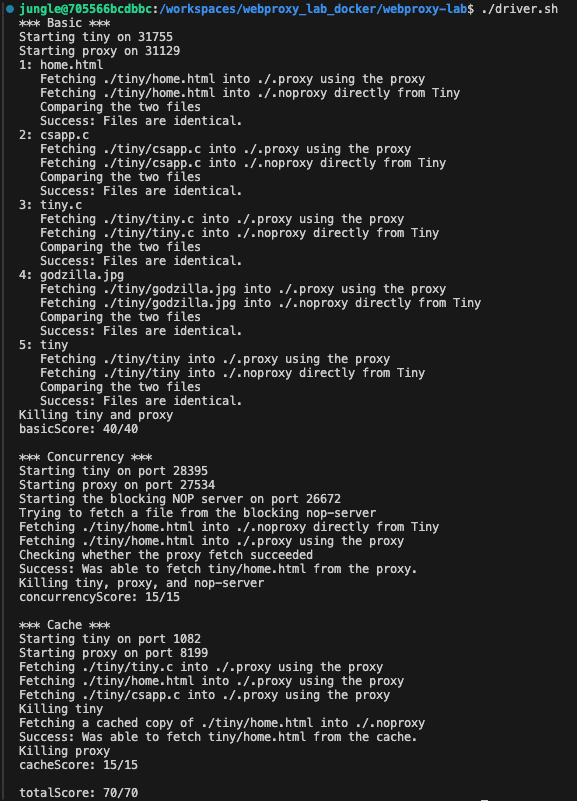 jungle@705566bcdbbc:/workspaces/webproxy_lab_docker/webproxy-lab$ ./driver.sh
*** Basic ***
Starting tiny on 31755
Starting proxy on 31129
1: home.html
   Fetching ./tiny/home.html into ./.proxy using the proxy
   Fetching ./tiny/home.html into ./.noproxy directly from Tiny
   Comparing the two files
   Success: Files are identical.
2: csapp.c
   Fetching ./tiny/csapp.c into ./.proxy using the proxy
   Fetching ./tiny/csapp.c into ./.noproxy directly from Tiny
   Comparing the two files
   Success: Files are identical.
3: tiny.c
   Fetching ./tiny/tiny.c into ./.proxy using the proxy
   Fetching ./tiny/tiny.c into ./.noproxy directly from Tiny
   Comparing the two files
   Success: Files are identical.
4: godzilla.jpg
   Fetching ./tiny/godzilla.jpg into ./.proxy using the proxy
   Fetching ./tiny/godzilla.jpg into ./.noproxy directly from Tiny
   Comparing the two files
   Success: Files are identical.
5: tiny
   Fetching ./tiny/tiny into ./.proxy using the proxy
   Fetching ./tiny/tiny into ./.noproxy directly from Tiny
   Comparing the two files
   Success: Files are identical.
Killing tiny and proxy
basicScore: 40/40

*** Concurrency ***
Starting tiny on port 28395
Starting proxy on port 27534
Starting the blocking NOP server on port 26672
Trying to fetch a file from the blocking nop-server
Fetching ./tiny/home.html into ./.noproxy directly from Tiny
Fetching ./tiny/home.html into ./.proxy using the proxy
Checking whether the proxy fetch succeeded
Success: Was able to fetch tiny/home.html from the proxy.
Killing tiny, proxy, and nop-server
concurrencyScore: 15/15

*** Cache ***
Starting tiny on port 1082
Starting proxy on port 8199
Fetching ./tiny/tiny.c into ./.proxy using the proxy
Fetching ./tiny/home.html into ./.proxy using the proxy
Fetching ./tiny/csapp.c into ./.proxy using the proxy
Killing tiny
Fetching a cached copy of ./tiny/home.html into ./.noproxy
Success: Was able to fetch tiny/home.html from the cache.
Killing proxy
cacheScore: 15/15

totalScore: 70/70